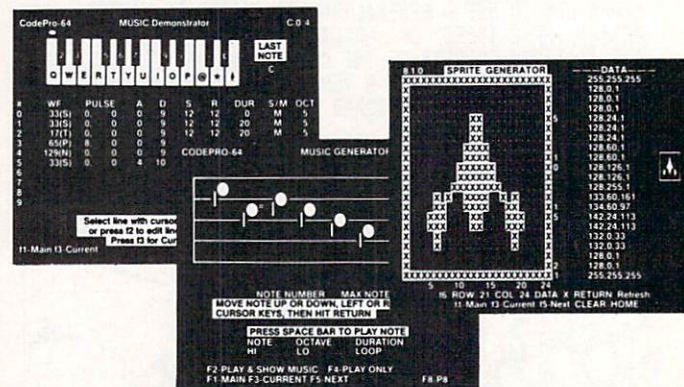 CodePro-64 MUSIC Demonstrator C.0:4
LAST
NOTE
C
Q W E R T Y U I O P @ * ↑
# WF PULSE A D S R DUR S/M OCT
0 33(S) 0. 0 0 9 12 12 0 M 5
1 33(S) 0. 0 0 9 12 12 20 M 5
2 17(T) 0. 0 0 9 12 12 20 M 5
3 65(P) 8. 0 0 9
4 129(N) 0. 0 0 9
5 33(S) 0. 0 4 10
6
7
8
9
Select line with cursor
or press f2 to edit line
Press f3 for Cur
f1-Main f3-Current
CODEPRO-64 MUSIC GENERATOR
NOTE NUMBER MAX NOTE
MOVE NOTE UP OR DOWN, LEFT OR R
CURSOR KEYS, THEN HIT RETURN
PRESS SPACE BAR TO PLAY NOTE
NOTE OCTAVE DURATION
HI LO LOOP
F2-PLAY & SHOW MUSIC F4-PLAY ONLY
F1-MAIN F3-CURRENT F5-NEXT F8-P8
810 SPRITE GENERATOR
DATA
255,255,255
128,0,1
128,0,1
128,24,1
128,24,1
128,24,1
128,60,1
128,60,1
128,126,1
128,126,1
128,255,1
133,60,161
134,60,97
142,24,113
142,24,113
132,0,33
132,0,33
128,0,1
128,0,1
255,255,255
5 10 15 20 24
16 ROW 21 COL 24 DATA X RETURN Refresh
f1-Main f3-Current f5-Next CLEAR HOME